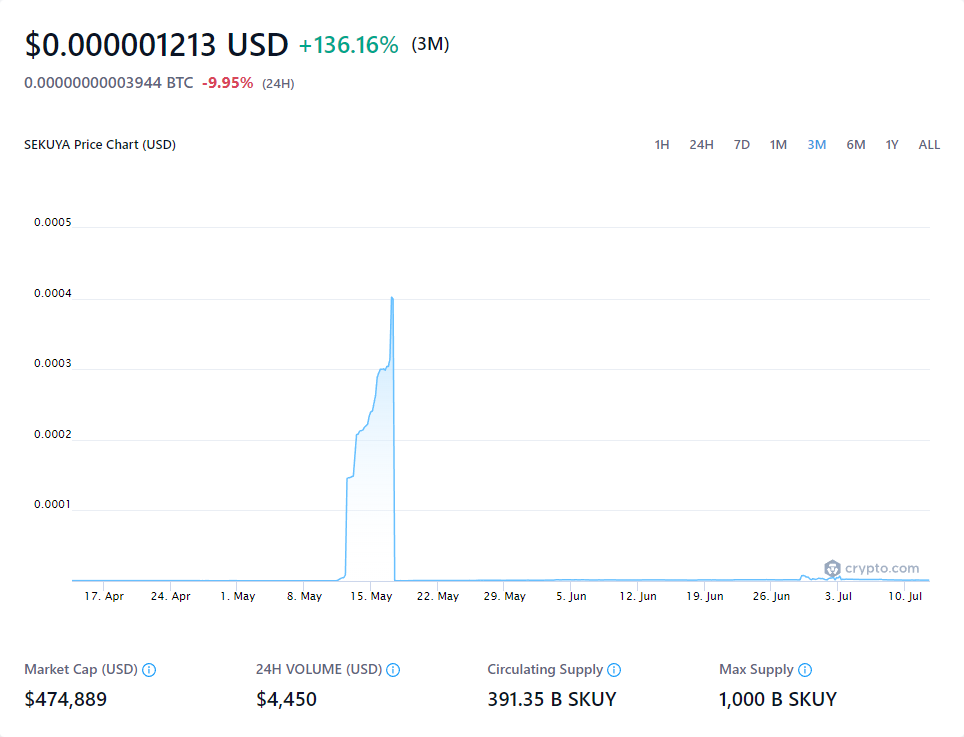 $0.000001213 USD +136.16% (3M)
0.00000000003944 BTC -9.95% (24H)
SEKUYA Price Chart (USD) 1H 24H 7D 1M 3M 6M 1Y ALL
0.0005
0.0004
0.0003
0.0002
0.0001
crypto.com
17. Apr 24. Apr 1. May 8. May 15. May 22. May 29. May 5. Jun 12. Jun 19. Jun 26. Jun 3. Jul 10. Jul
Market Cap (USD) 24H VOLUME (USD) Circulating Supply Max Supply
$474,889 $4,450 391.35 B SKUY 1,000 B SKUY